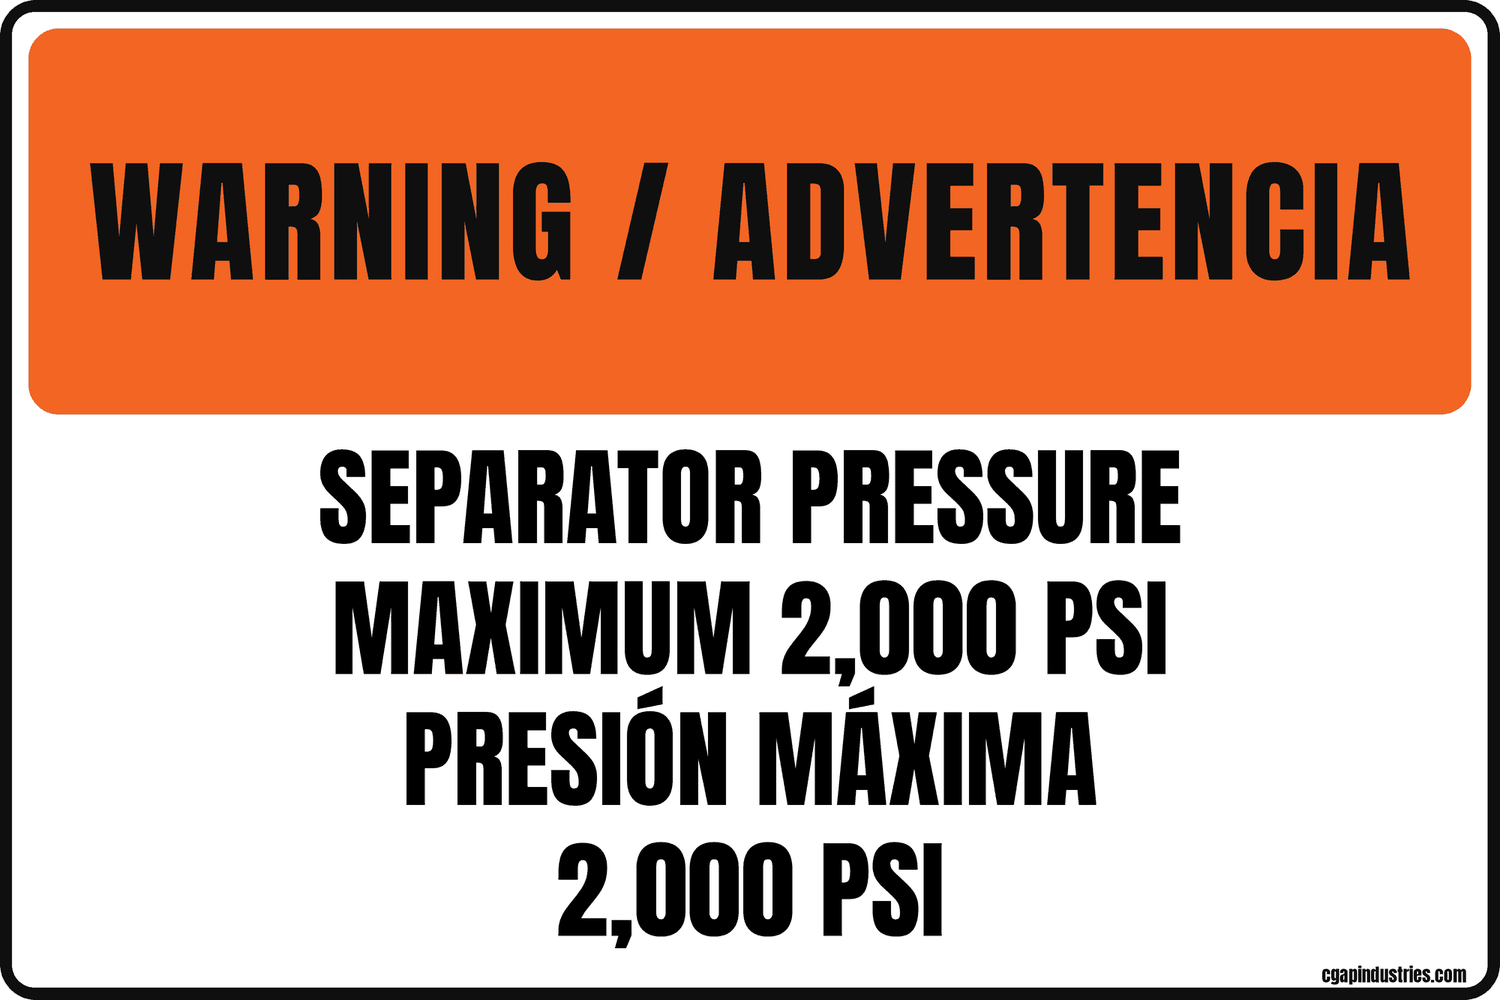 WARNING / ADVERTENCIA
SEPARATOR PRESSURE
MAXIMUM 2,000 PSI
PRESIÓN MÁXIMA
2,000 PSI
cgapindustries.com